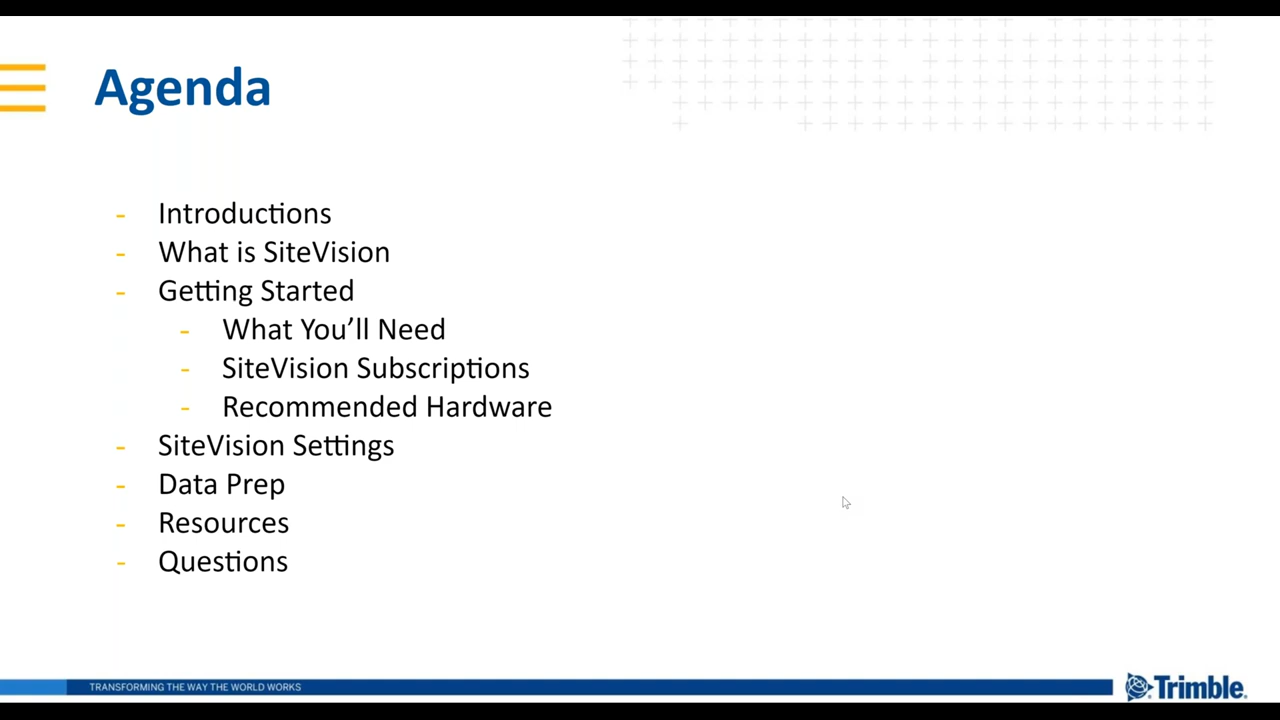 Agenda
- Introductions
- What is SiteVision
- Getting Started
- What You'll Need
- SiteVision Subscriptions
- Recommended Hardware
- SiteVision Settings
- Data Prep
- Resources
- Questions
TRANSFORMING THE WAY THE WORLD WORKS
Trimble